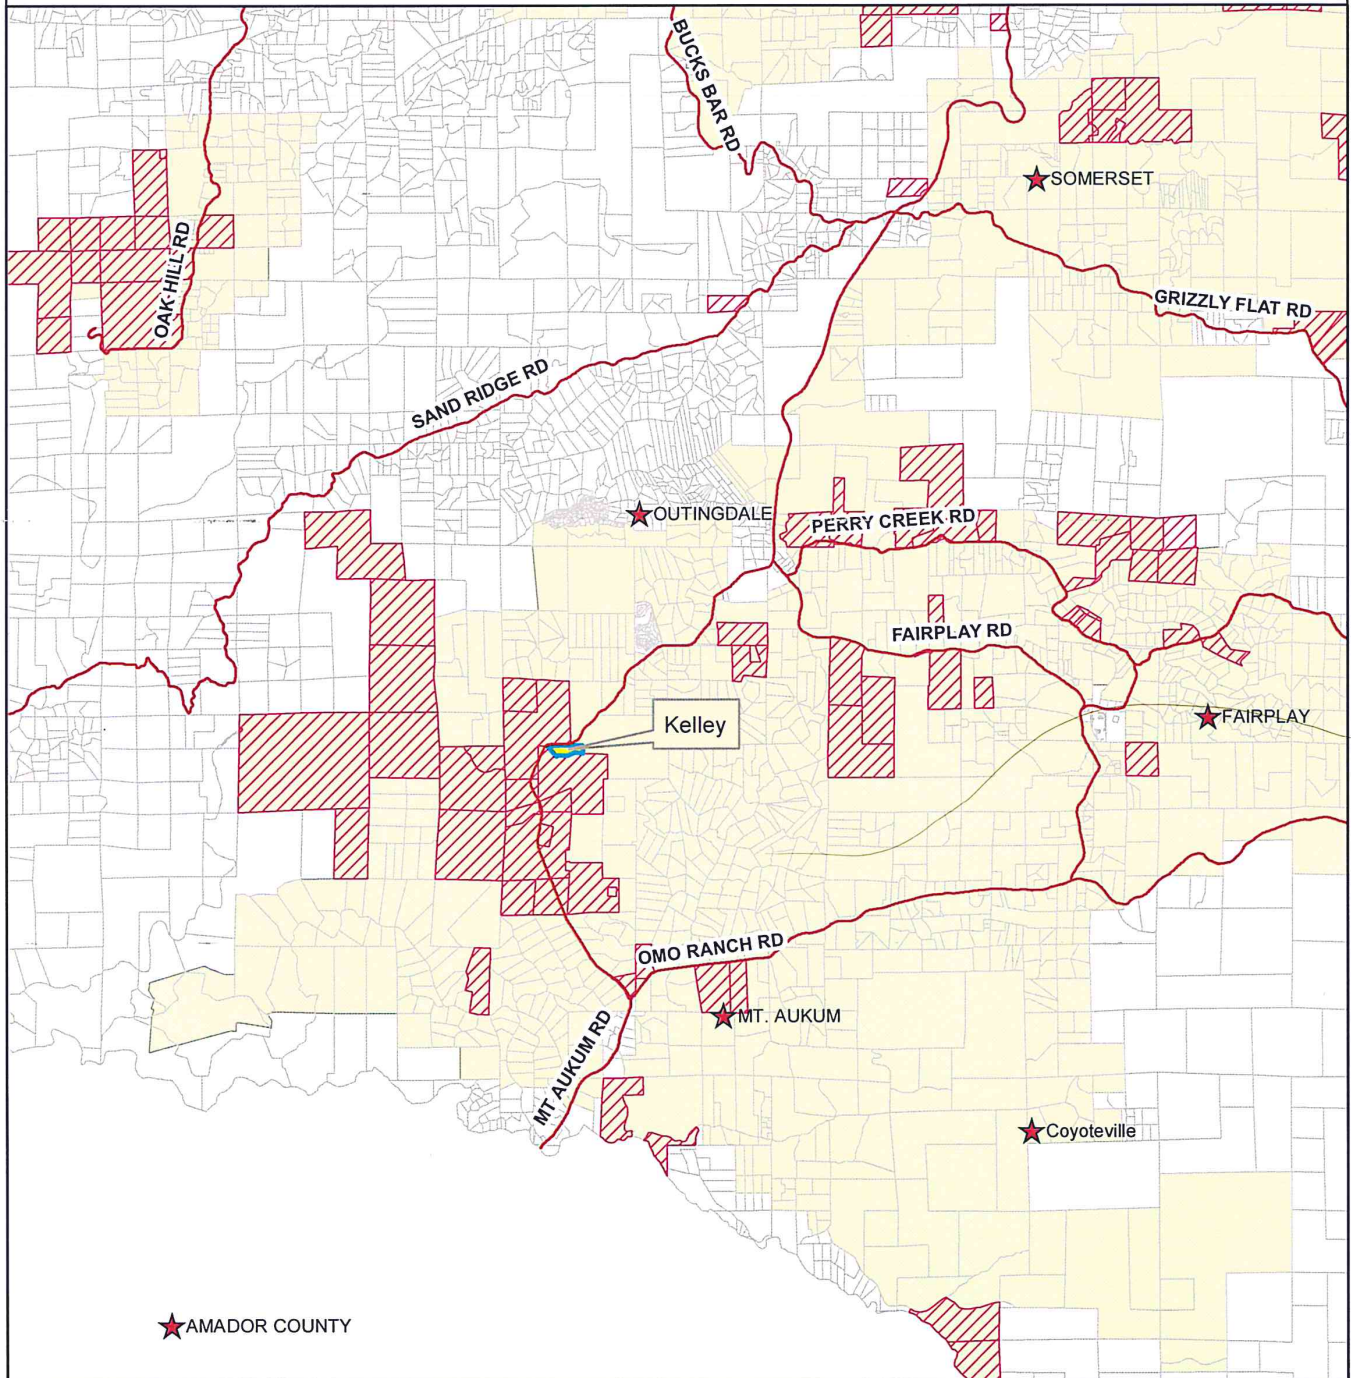 BUCKS BAR RD
SOMERSET
OAK HILL RD
GRIZZLY FLAT RD
SAND RIDGE RD
OUTINGDALE
PERRY CREEK RD
FAIRPLAY RD
Kelley
FAIRPLAY
OMO RANCH RD
MT. AUKUM
MT AUKUM RD
Coyoteville
AMADOR COUNTY